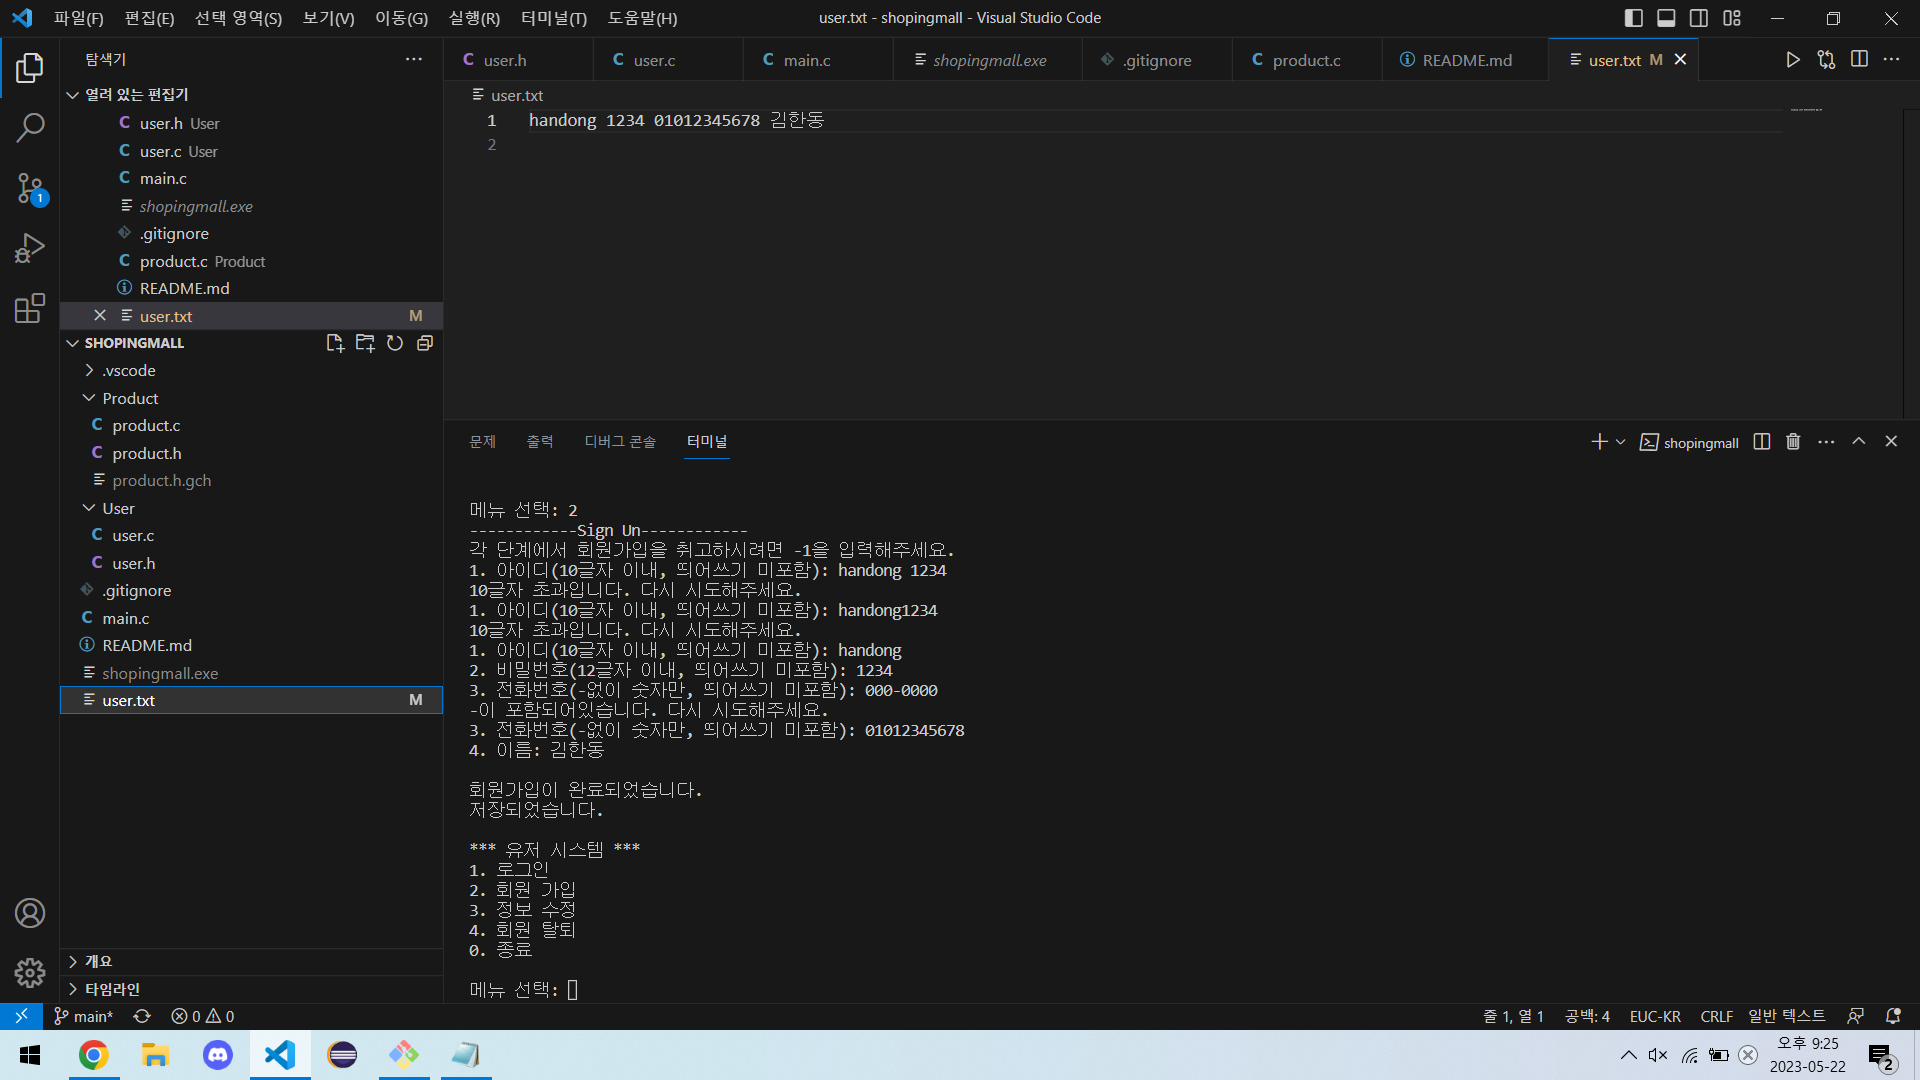 파일(F) 편집(E) 선택 영역(S) 보기(V) 이동(G) 실행(R) 터미널(T) 도움말(H) user.txt - shopingmall - Visual Studio Code
탐색기
열려 있는 편집기
user.h User
user.c User
main.c
shopingmall.exe
.gitignore
product.c Product
README.md
user.txt M
SHOPINGMALL
.vscode
Product
product.c
product.h
product.h.gch
User
user.c
user.h
.gitignore
main.c
README.md
shopingmall.exe
user.txt M
개요
타임라인
user.h user.c main.c shopingmall.exe .gitignore product.c README.md user.txt M
user.txt
1 handong 1234 01012345678 김한동
2
문제 출력 디버그 콘솔 터미널 shopingmall
메뉴 선택: 2
------------Sign Un------------
각 단계에서 회원가입을 취고하시려면 -1을 입력해주세요.
1. 아이디(10글자 이내, 띄어쓰기 미포함): handong 1234
10글자 초과입니다. 다시 시도해주세요.
1. 아이디(10글자 이내, 띄어쓰기 미포함): handong1234
10글자 초과입니다. 다시 시도해주세요.
1. 아이디(10글자 이내, 띄어쓰기 미포함): handong
2. 비밀번호(12글자 이내, 띄어쓰기 미포함): 1234
3. 전화번호(-없이 숫자만, 띄어쓰기 미포함): 000-0000
-이 포함되어있습니다. 다시 시도해주세요.
3. 전화번호(-없이 숫자만, 띄어쓰기 미포함): 01012345678
4. 이름: 김한동
회원가입이 완료되었습니다.
저장되었습니다.
*** 유저 시스템 ***
1. 로그인
2. 회원 가입
3. 정보 수정
4. 회원 탈퇴
0. 종료
메뉴 선택:
1
main* 0 0 줄 1, 열 1 공백: 4 EUC-KR CRLF 일반 텍스트
오후 9:25
2023-05-22
2